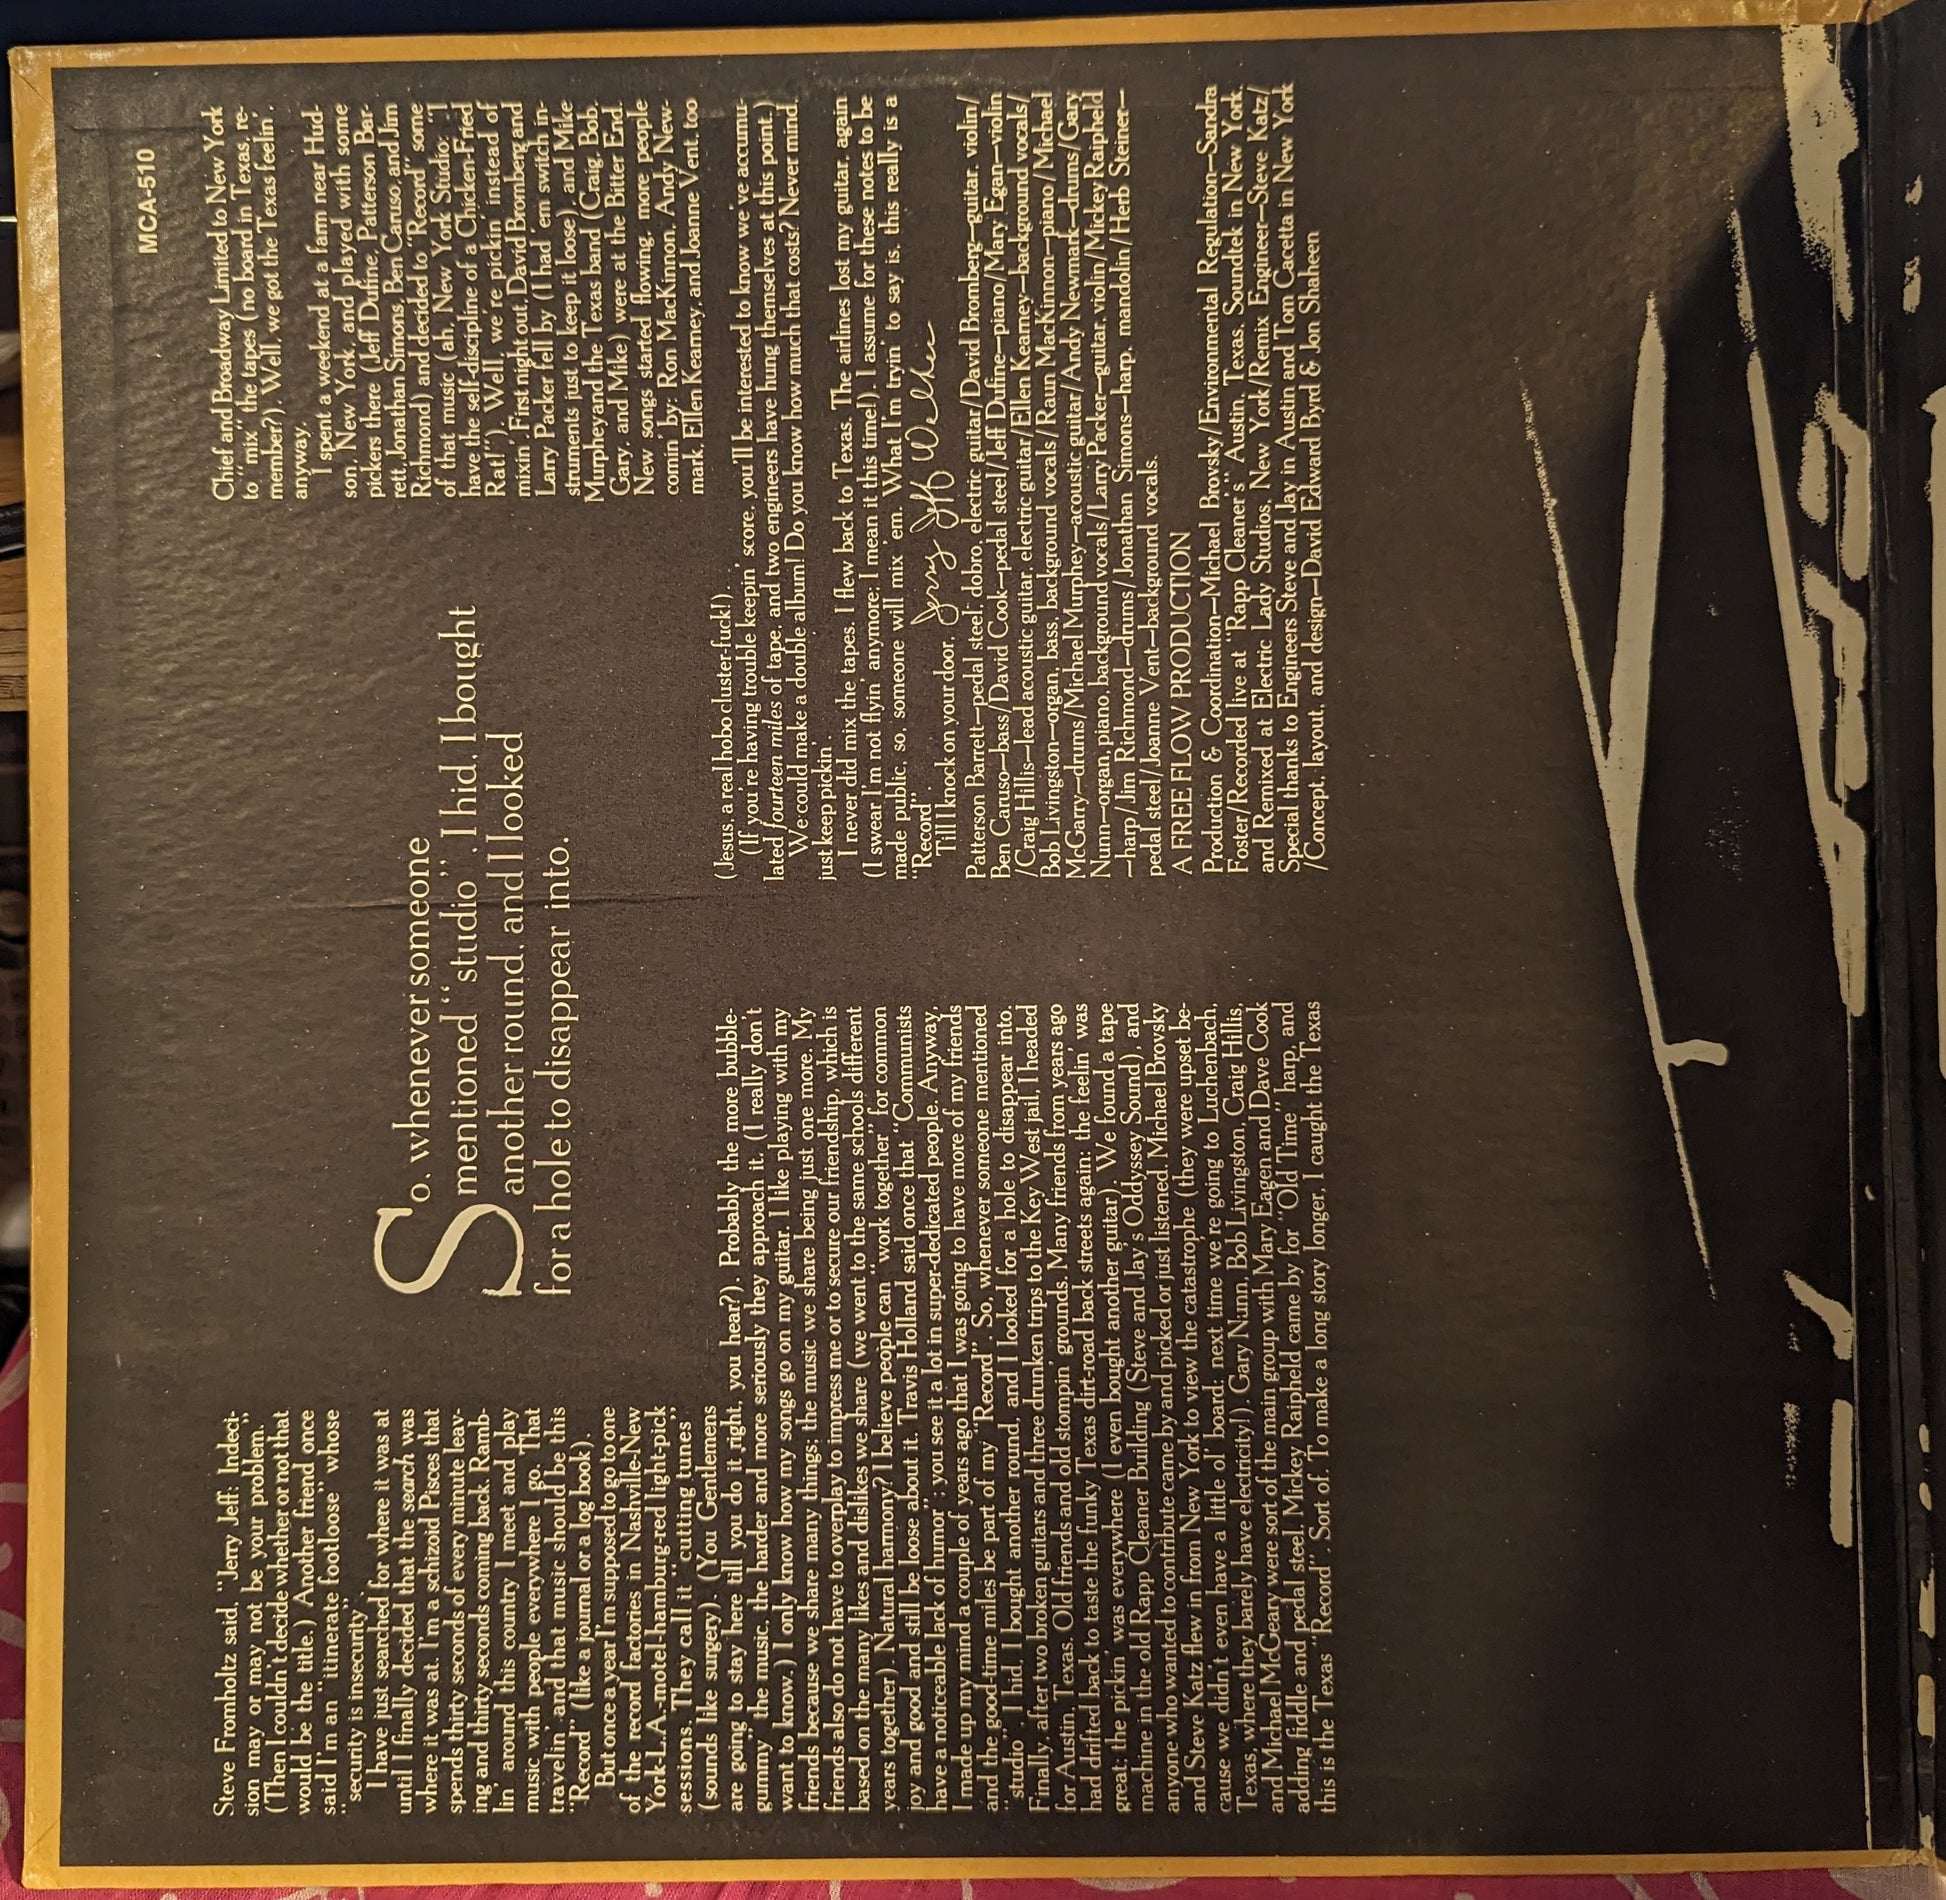 MCA-510
Steve Fromholtz said, "Jerry Jeff: Indeci-
sion may or may not be your problem."
(Then I couldn't decide whether or not that
would be the title.) Another friend once
said I'm an "itinerate footloose" whose
"security is insecurity".
I have just searched for where it was at
until I finally decided that the search was
where it was at. I'm a schizoid Pisces that
spends thirty seconds of every minute leav-
ing and thirty seconds coming back. Ramb-
lin' around this country I meet and play
music with people everywhere I go. That
travelin' and that music should be this
"Record" (like a journal or a log book).
But once a year I'm supposed to go to one
of the record factories in Nashville-New
York-L.A.-motel-hamburg-red light-pick
sessions. They call it "cutting tunes"
(sounds like surgery). (You Gentlemens
are going to stay here till you do it right, you hear?). Probably the more bubble-
gummy" the music, the harder and more seriously they approach it. (I really don't
want to know.) I only know how my songs go on my guitar. I like playing with my
friends because we share many things; the music we share being just one more. My
friends also do not have to overplay to impress me or to secure our friendship, which is
based on the many likes and dislikes we share (we went to the same schools different
years together). Natural harmony? I believe people can "work together" for common
joy and good and still be loose about it. Travis Holland said once that "Communists
have a noticeable lack of humor"; you see it a lot in super-dedicated people. Anyway,
I made up my mind a couple of years ago that I was going to have more of my friends
and the good-time miles be part of my "Record". So, whenever someone mentioned
"studio", I hid, I bought another round, and I looked for a hole to disappear into.
Finally, after two broken guitars and three drunken trips to the Key West jail, I headed
for Austin, Texas. Old friends and old stompin' grounds. Many friends from years ago
had drifted back to taste the funky Texas dirt-road back streets again: the feelin' was
great; the pickin' was everywhere (I even bought another guitar). We found a tape
machine in the old Rapp Cleaner Building (Steve and Jay's Oddyssey Sound), and
anyone who wanted to contribute came by and picked or just listened. Michael Brovsky
and Steve Katz flew in from New York to view the catastrophe (they were upset be-
cause we didn't even have a little ol' board: next time we're going to Luchenbach,
Texas, where they barely have electricity!). Gary Nunn, Bob Livingston, Craig Hillis,
and Michael McGeary were sort of the main group with Mary Eagen and Dave Cook
adding fiddle and pedal steel. Mickey Raipheld came by for "Old Time" harp, and
this is the Texas "Record". Sort of. To make a long story longer, I caught the Texas
So, whenever someone
mentioned "studio", I hid, I bought
another round, and I looked
for a hole to disappear into.
Chief and Broadway Limited to New York
to "mix" the tapes (no board in Texas, re-
member?). Well, we got the Texas feelin',
anyway.
I spent a weekend at a farm near Hud-
son, New York, and played with some
pickers there (Jeff Dufine, Patterson Bar-
rett, Jonathan Simons, Ben Caruso, and Jim
Richmond) and decided to "Record" some
of that music (ah, New York Studio: "I
have the self-discipline of a Chicken-Fried
Rat!"). Well, we're pickin' instead of
mixin'. First night out, David Bromberg and
Larry Packer fell by (I had 'em switch in-
struments just to keep it loose), and Mike
Murphey and the Texas band (Craig, Bob,
Gary, and Mike) were at the Bitter End.
New songs started flowing, more people
comin' by: Ron MacKinnon, Andy New-
mark, Ellen Kearney, and Joanne Vent, too
(Jesus, a real hobo cluster-fuck!).
(If you're having trouble keepin' score, you'll be interested to know we've accumu-
lated fourteen miles of tape, and two engineers have hung themselves at this point.)
We could make a double album! Do you know how much that costs? Never mind,
just keep pickin'.
I never did mix the tapes. I flew back to Texas. The airlines lost my guitar, again
(I swear I'm not flyin' anymore; I mean it this time!). I assume for these notes to be
made public, so, someone will mix 'em. What I'm tryin' to say is, this really is a
"Record".
Till I knock on your door, Jerry Jeff Walker
Patterson Barrett—pedal steel, dobro, electric guitar/David Bromberg—guitar, violin/
Ben Caruso—bass/David Cook—pedal steel/Jeff Dufine—piano/Mary Egan—violin
/Craig Hillis—lead acoustic guitar, electric guitar/Ellen Kearney—background vocals/
Bob Livingston—organ, bass, background vocals/Raun MacKinnon—piano/Michael
McGarry—drums/Michael Murphey—acoustic guitar/Andy Newmark—drums/Gary
Nunn—organ, piano, background vocals/Larry Packer—guitar, violin/Mickey Raipheld
—harp/Jim Richmond—drums/Jonathan Simons—harp, mandolin/Herb Steiner—
pedal steel/Joanne Vent—background vocals.
A FREE FLOW PRODUCTION
Production & Coordination—Michael Brovsky/Environmental Regulation—Sandra
Foster/Recorded live at "Rapp Cleaner's" Austin, Texas, Soundtek in New York,
and Remixed at Electric Lady Studios, New York/Remix Engineer—Steve Katz/
Special thanks to Engineers Steve and Jay in Austin and Tom Cacetta in New York
/Concept, layout, and design—David Edward Byrd & Jon Shaheen